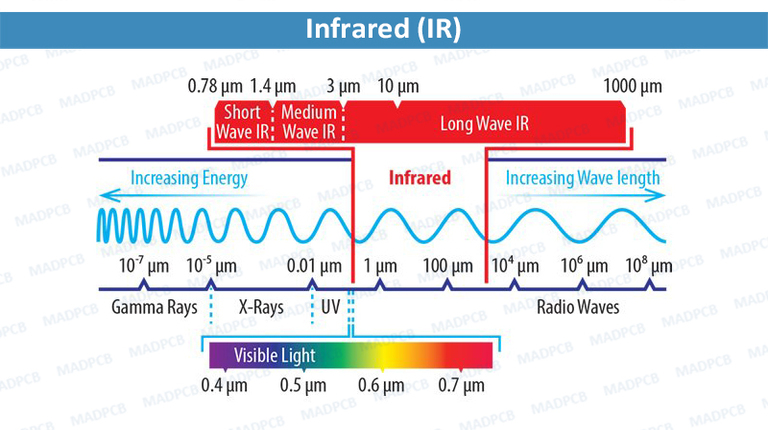 Infrared (IR)
0.78 µm 1.4 µm 3 µm 10 µm 1000 µm
Short Wave IR
Medium Wave IR
Long Wave IR
Increasing Energy
Infrared
Increasing Wave length
10⁻⁷ µm 10⁻⁵ µm 0.01 µm 1 µm 100 µm 10⁴ µm 10⁶ µm 10⁸ µm
Gamma Rays X-Rays UV Radio Waves
Visible Light
0.4 µm 0.5 µm 0.6 µm 0.7 µm
MADPCB